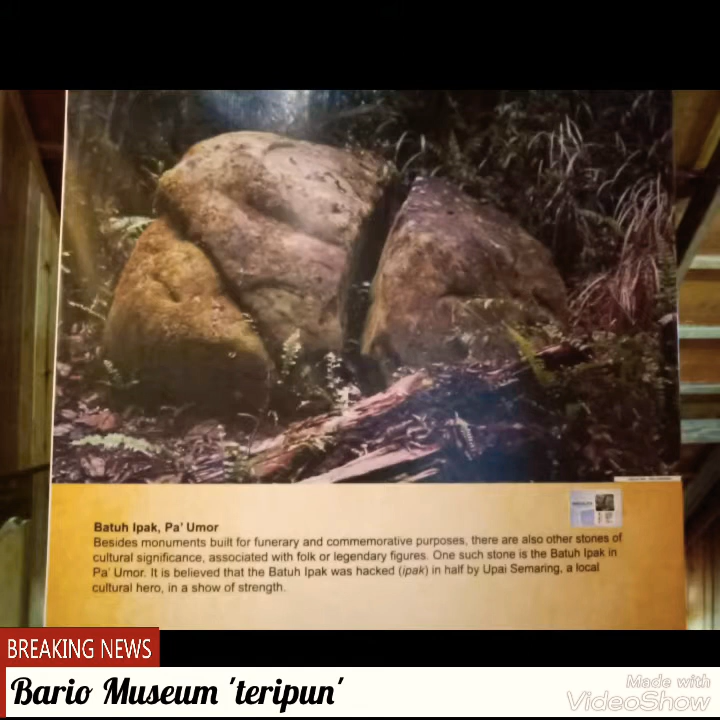 Batuh Ipak, Pa' Umor
Besides monuments built for funerary and commemorative purposes, there are also other stones of
cultural significance, associated with folk or legendary figures. One such stone is the Batuh Ipak in
Pa' Umor. It is believed that the Batuh Ipak was hacked (ipak) in half by Upai Semaring, a local
cultural hero, in a show of strength.
BREAKING NEWS
Bario Museum 'teripun'
Made with
VideoShow